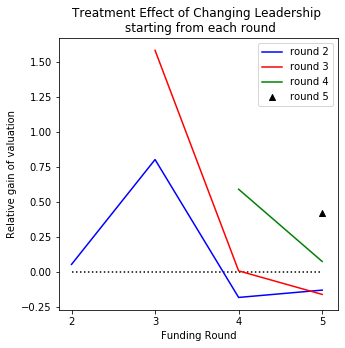 Treatment Effect of Changing Leadership
starting from each round
round 2
round 3
round 4
round 5
Relative gain of valuation
1.50
1.25
1.00
0.75
0.50
0.25
0.00
−0.25
2
3
4
5
Funding Round